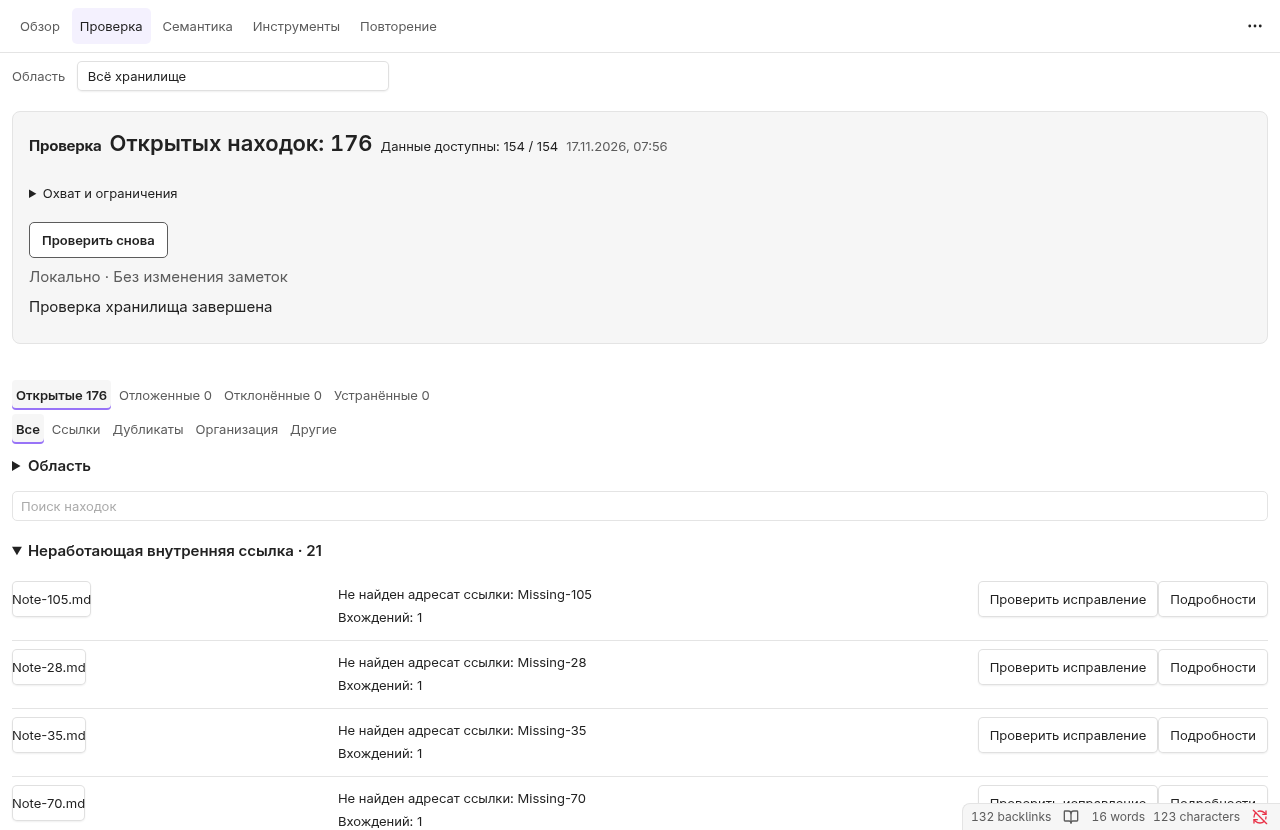 Обзор Проверка Семантика Инструменты Повторение
Область Всё хранилище
Проверка Открытых находок: 176 Данные доступны: 154 / 154 17.11.2026, 07:56
Охват и ограничения
Проверить снова
Локально · Без изменения заметок
Проверка хранилища завершена
Открытые 176 Отложенные 0 Отклонённые 0 Устранённые 0
Все Ссылки Дубликаты Организация Другие
Область
Поиск находок
Неработающая внутренняя ссылка · 21
Note-105.md Не найден адресат ссылки: Missing-105 Проверить исправление Подробности
Вхождений: 1
Note-28.md Не найден адресат ссылки: Missing-28 Проверить исправление Подробности
Вхождений: 1
Note-35.md Не найден адресат ссылки: Missing-35 Проверить исправление Подробности
Вхождений: 1
Note-70.md Не найден адресат ссылки: Missing-70 Проверить исправление Подробности
Вхождений: 1
132 backlinks 16 words 123 characters